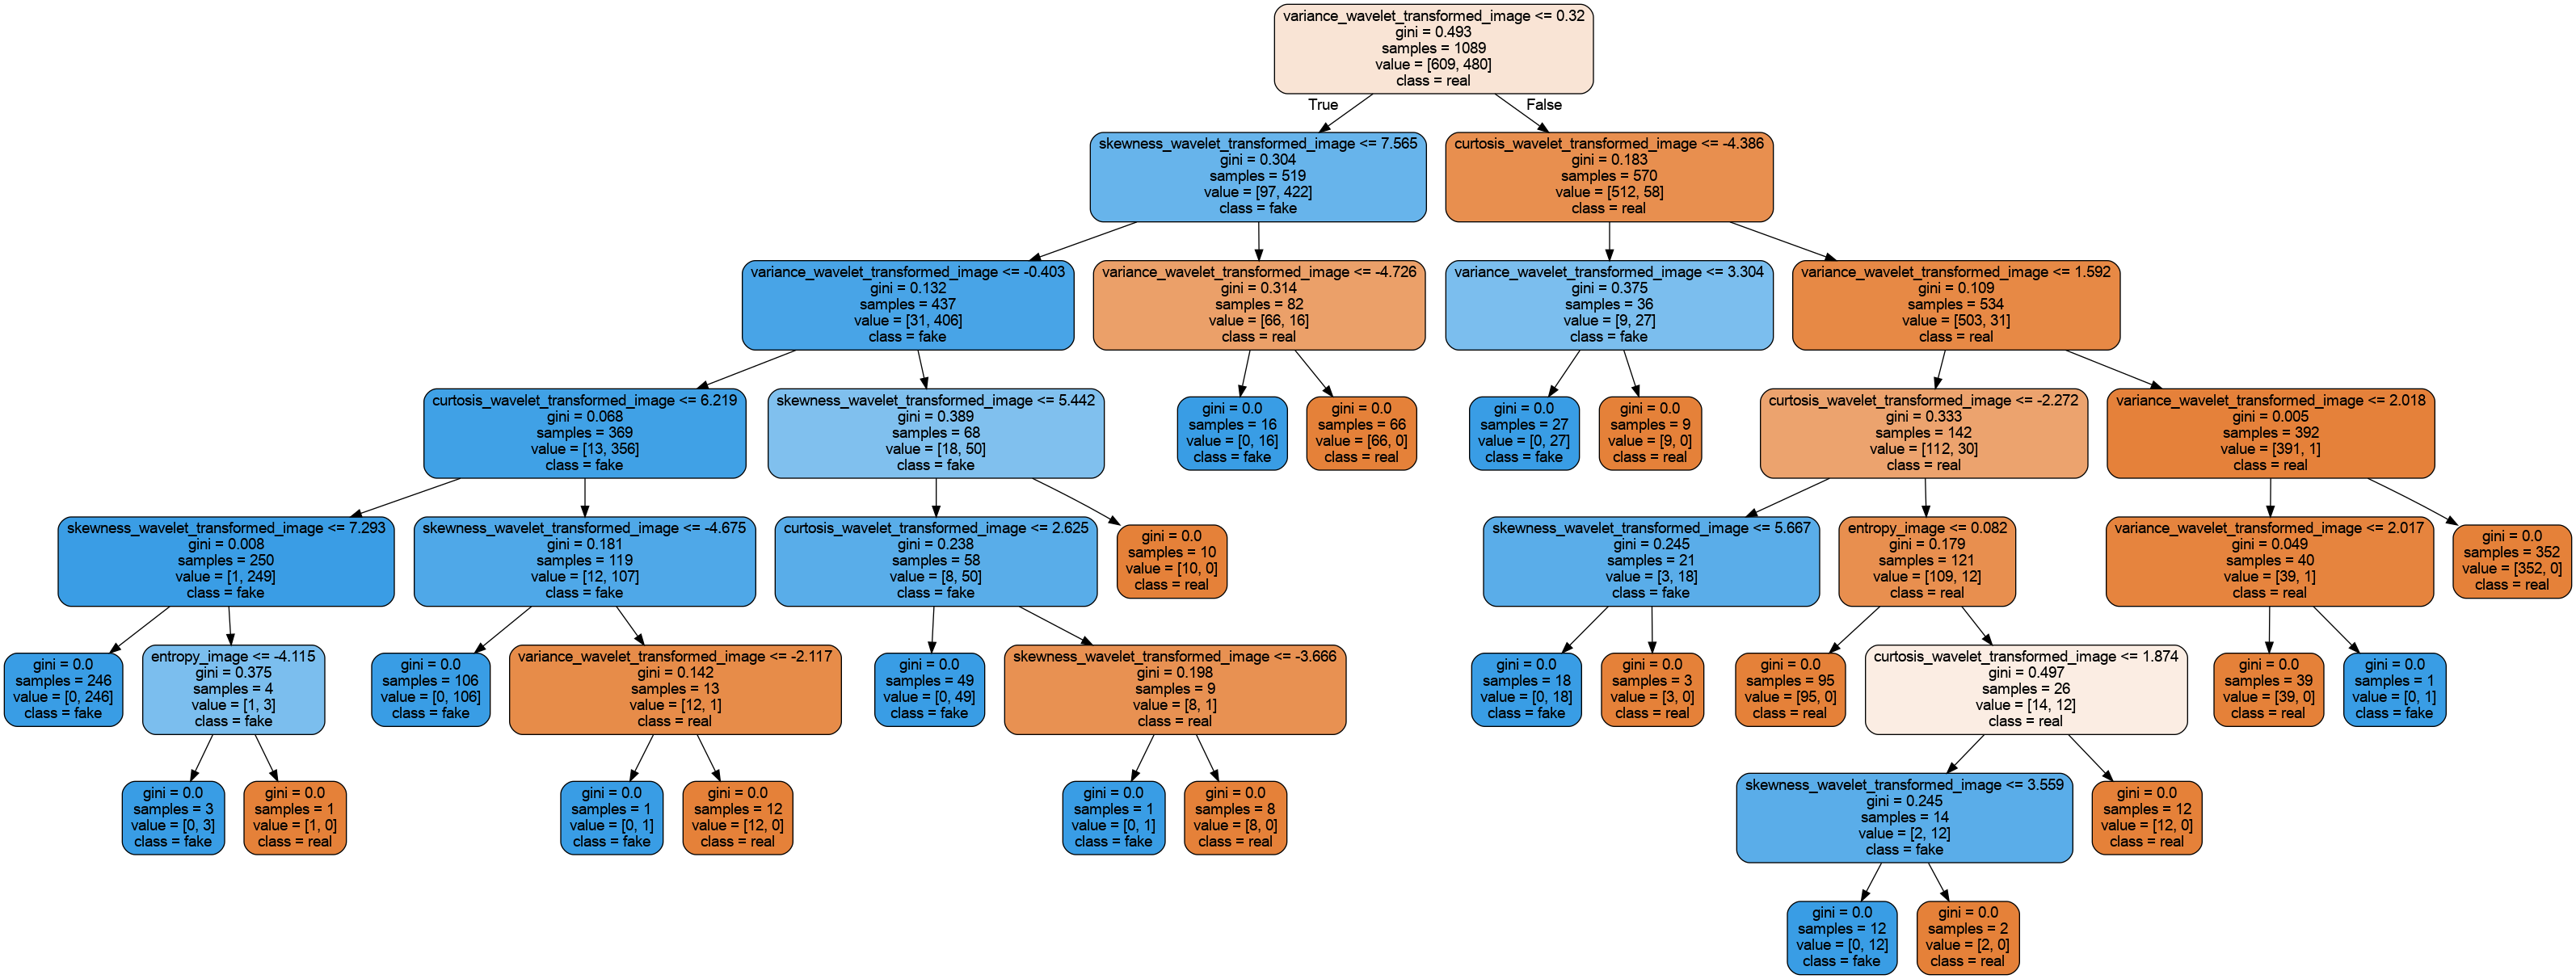 variance_wavelet_transformed_image <= 0.32
gini = 0.493
samples = 1089
value = [609, 480]
class = real
True
False
skewness_wavelet_transformed_image <= 7.565
gini = 0.304
samples = 519
value = [97, 422]
class = fake
curtosis_wavelet_transformed_image <= -4.386
gini = 0.183
samples = 570
value = [512, 58]
class = real
variance_wavelet_transformed_image <= -0.403
gini = 0.132
samples = 437
value = [31, 406]
class = fake
variance_wavelet_transformed_image <= -4.726
gini = 0.314
samples = 82
value = [66, 16]
class = real
variance_wavelet_transformed_image <= 3.304
gini = 0.375
samples = 36
value = [9, 27]
class = fake
variance_wavelet_transformed_image <= 1.592
gini = 0.109
samples = 534
value = [503, 31]
class = real
curtosis_wavelet_transformed_image <= 6.219
gini = 0.068
samples = 369
value = [13, 356]
class = fake
skewness_wavelet_transformed_image <= 5.442
gini = 0.389
samples = 68
value = [18, 50]
class = fake
gini = 0.0
samples = 16
value = [0, 16]
class = fake
gini = 0.0
samples = 66
value = [66, 0]
class = real
gini = 0.0
samples = 27
value = [0, 27]
class = fake
gini = 0.0
samples = 9
value = [9, 0]
class = real
curtosis_wavelet_transformed_image <= -2.272
gini = 0.333
samples = 142
value = [112, 30]
class = real
variance_wavelet_transformed_image <= 2.018
gini = 0.005
samples = 392
value = [391, 1]
class = real
skewness_wavelet_transformed_image <= 7.293
gini = 0.008
samples = 250
value = [1, 249]
class = fake
skewness_wavelet_transformed_image <= -4.675
gini = 0.181
samples = 119
value = [12, 107]
class = fake
curtosis_wavelet_transformed_image <= 2.625
gini = 0.238
samples = 58
value = [8, 50]
class = fake
gini = 0.0
samples = 10
value = [10, 0]
class = real
skewness_wavelet_transformed_image <= 5.667
gini = 0.245
samples = 21
value = [3, 18]
class = fake
entropy_image <= 0.082
gini = 0.179
samples = 121
value = [109, 12]
class = real
variance_wavelet_transformed_image <= 2.017
gini = 0.049
samples = 40
value = [39, 1]
class = real
gini = 0.0
samples = 352
value = [352, 0]
class = real
gini = 0.0
samples = 246
value = [0, 246]
class = fake
entropy_image <= -4.115
gini = 0.375
samples = 4
value = [1, 3]
class = fake
gini = 0.0
samples = 106
value = [0, 106]
class = fake
variance_wavelet_transformed_image <= -2.117
gini = 0.142
samples = 13
value = [12, 1]
class = real
gini = 0.0
samples = 49
value = [0, 49]
class = fake
skewness_wavelet_transformed_image <= -3.666
gini = 0.198
samples = 9
value = [8, 1]
class = real
gini = 0.0
samples = 18
value = [0, 18]
class = fake
gini = 0.0
samples = 3
value = [3, 0]
class = real
gini = 0.0
samples = 95
value = [95, 0]
class = real
curtosis_wavelet_transformed_image <= 1.874
gini = 0.497
samples = 26
value = [14, 12]
class = real
gini = 0.0
samples = 39
value = [39, 0]
class = real
gini = 0.0
samples = 1
value = [0, 1]
class = fake
gini = 0.0
samples = 3
value = [0, 3]
class = fake
gini = 0.0
samples = 1
value = [1, 0]
class = real
gini = 0.0
samples = 1
value = [0, 1]
class = fake
gini = 0.0
samples = 12
value = [12, 0]
class = real
gini = 0.0
samples = 1
value = [0, 1]
class = fake
gini = 0.0
samples = 8
value = [8, 0]
class = real
skewness_wavelet_transformed_image <= 3.559
gini = 0.245
samples = 14
value = [2, 12]
class = fake
gini = 0.0
samples = 12
value = [12, 0]
class = real
gini = 0.0
samples = 12
value = [0, 12]
class = fake
gini = 0.0
samples = 2
value = [2, 0]
class = real